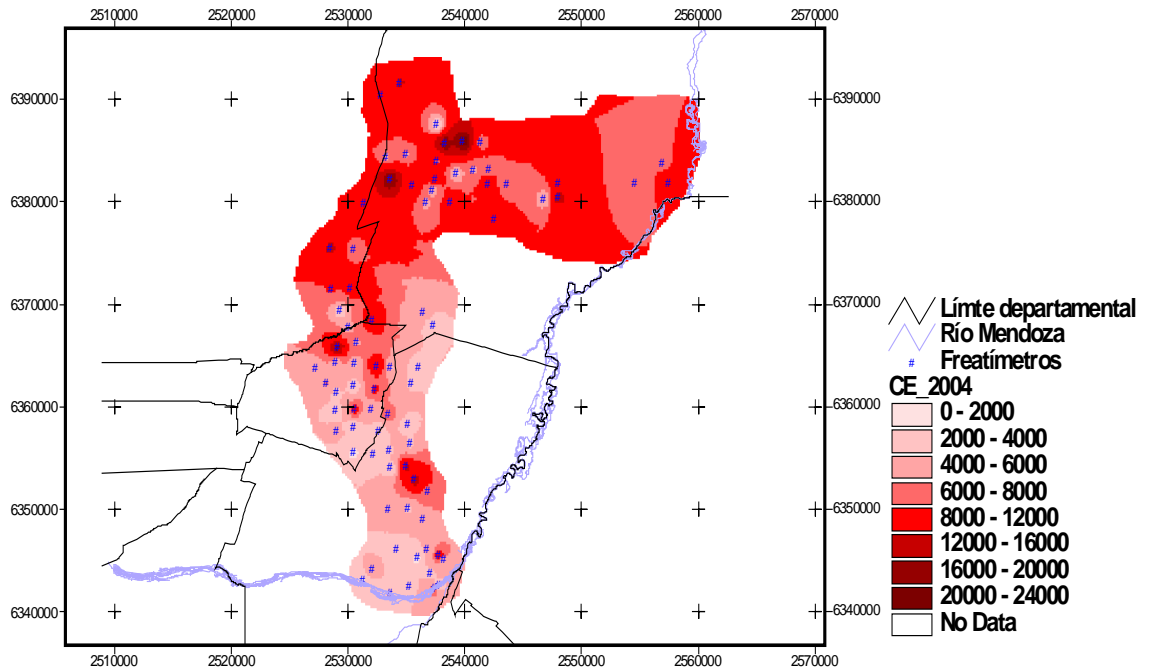 2510000 2520000 2530000 2540000 2550000 2560000 2570000
6390000 6390000
6380000 6380000
6370000 6370000
6360000 6360000
6350000 6350000
6340000 6340000
2510000 2520000 2530000 2540000 2550000 2560000 2570000
Límte departamental
Río Mendoza
# Freatímetros
CE_2004
0 - 2000
2000 - 4000
4000 - 6000
6000 - 8000
8000 - 12000
12000 - 16000
16000 - 20000
20000 - 24000
No Data